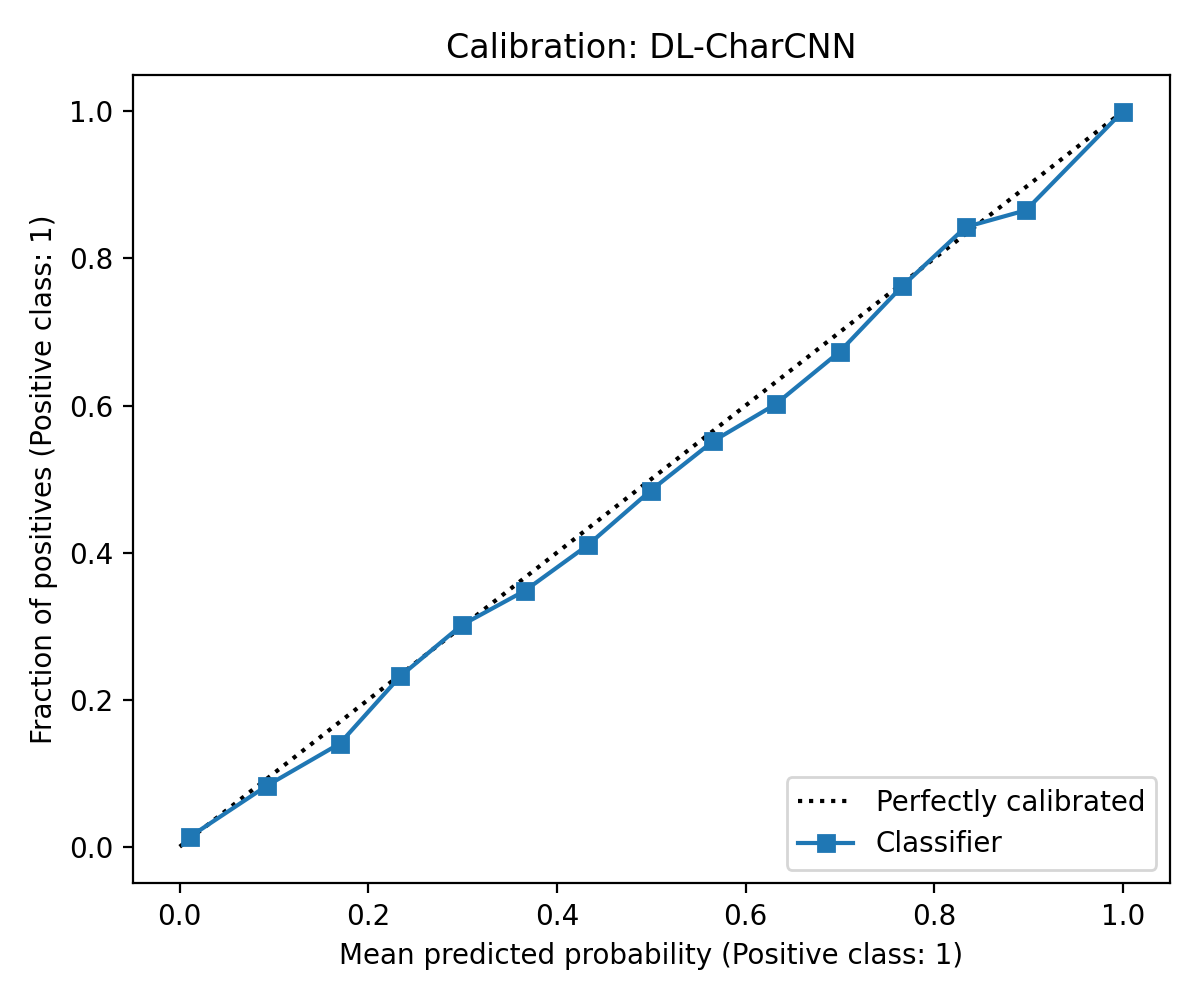 Calibration: DL-CharCNN
Fraction of positives (Positive class: 1)
1.0
0.8
0.6
0.4
0.2
0.0
Perfectly calibrated
Classifier
0.0 0.2 0.4 0.6 0.8 1.0
Mean predicted probability (Positive class: 1)